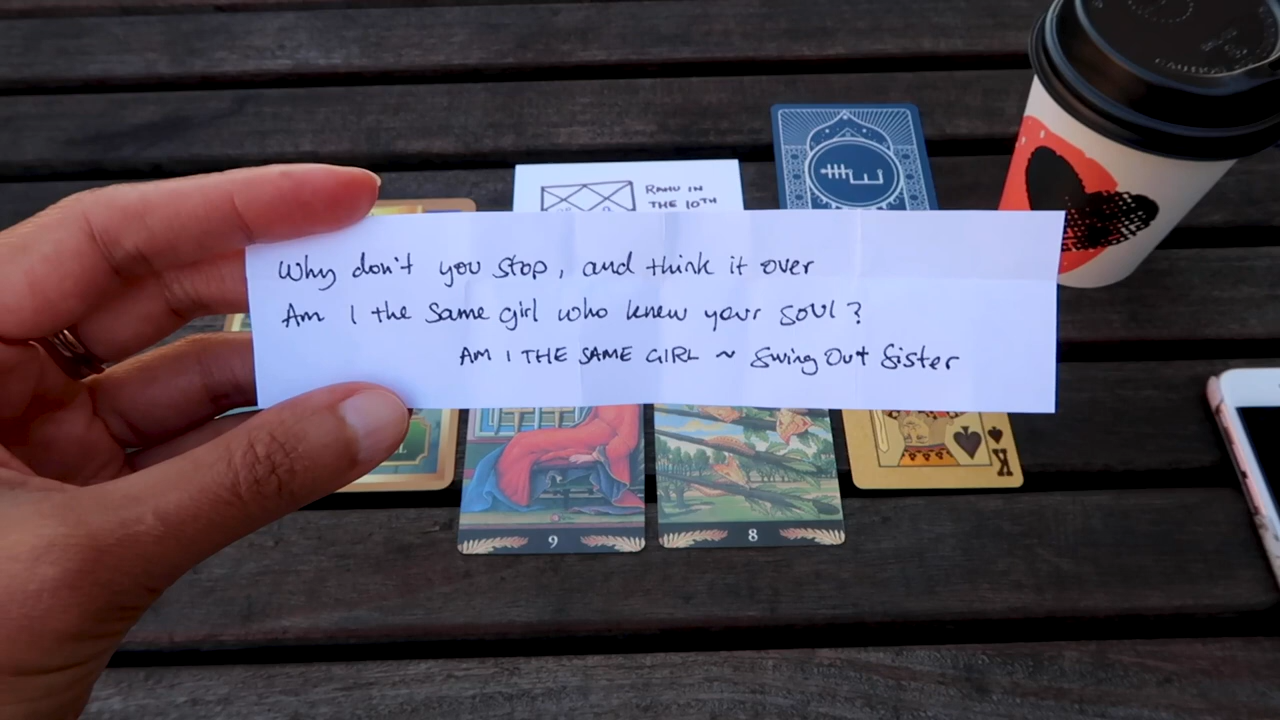 RAHU IN
THE 10TH
Why don't you stop, and think it over
Am I the same girl who knew your soul?
AM I THE SAME GIRL ~ Swing Out Sister
9
8
K
CAUTION